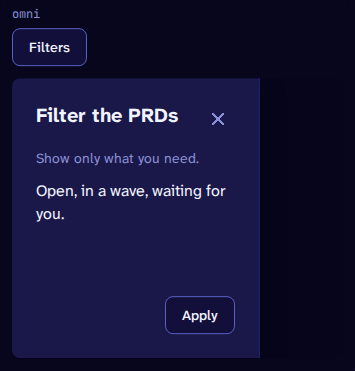 omni
Filters
Filter the PRDs
Show only what you need.
Open, in a wave, waiting for
you.
Apply